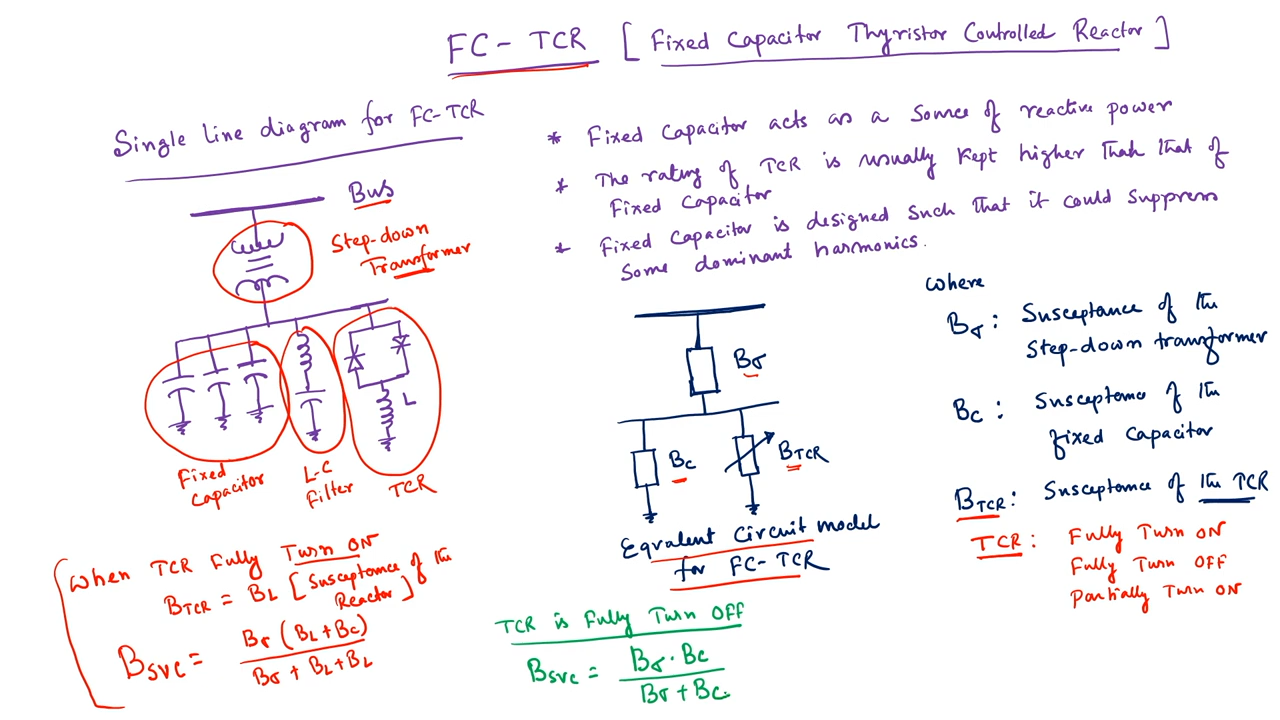 FC - TCR [ Fixed Capacitor Thyristor Controlled Reactor ]
Single Line diagram for FC-TCR
Bus
Step-down
Transformer
L
Fixed
Capacitor
L-C
Filter
TCR
* Fixed Capacitor acts as a Source of reactive power
* The rating of TCR is usually kept higher than that of
Fixed Capacitor
* Fixed Capacitor is designed such that it could suppress
Some dominant harmonics.
Bσ
Bc
BTCR
Eqvalent Circuit model
for FC-TCR
where
Bσ : Susceptance of the
Step-down transformer
Bc : Susceptance of the
fixed Capacitor
BTCR : Susceptance of the TCR
TCR : Fully Turn ON
Fully Turn OFF
Partially Turn ON
When TCR Fully Turn ON
BTCR = BL [Susceptance of the
Reactor]
Bsvc = Bσ (BL + Bc)
Bσ + BL + BL
TCR is Fully Turn OFF
Bsvc = Bσ · Bc
Bσ + Bc